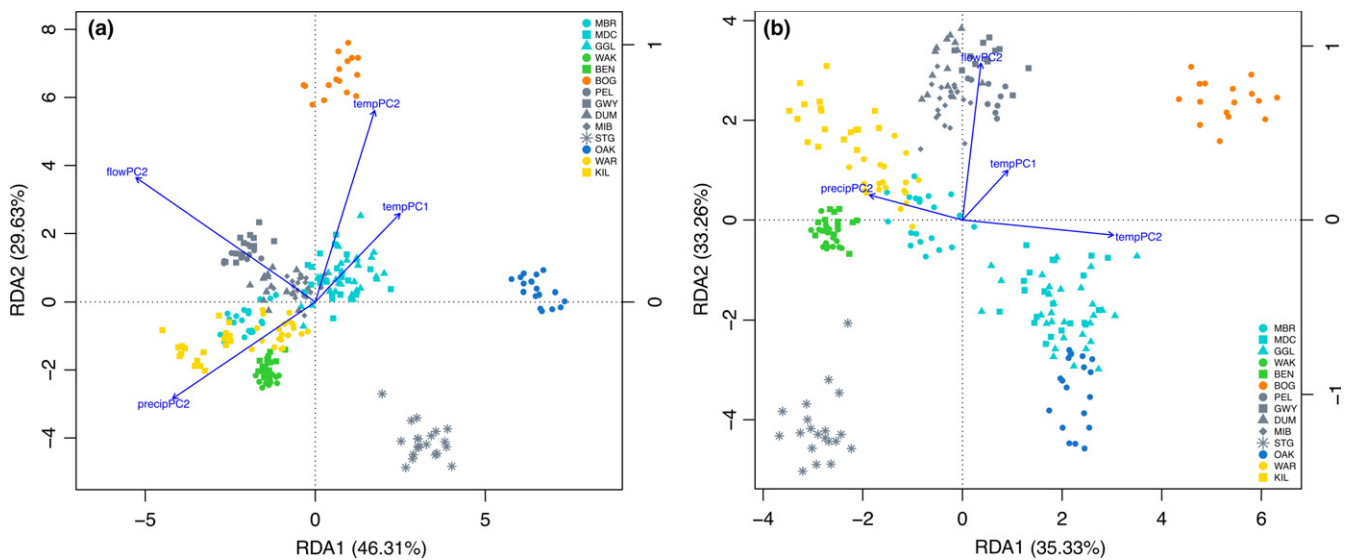 (a)
MBR
MDC
GGL
WAK
BEN
BOG
PEL
GWY
DUM
MIB
STG
OAK
WAR
KIL
tempPC2
flowPC2
tempPC1
precipPC2
8
6
4
2
0
−2
−4
1
0
−5
0
5
RDA2 (29.63%)
RDA1 (46.31%)
(b)
flowPC2
tempPC1
precipPC2
tempPC2
MBR
MDC
GGL
WAK
BEN
BOG
PEL
GWY
DUM
MIB
STG
OAK
WAR
KIL
4
2
0
−2
−4
1
0
−1
−4
−2
0
2
4
6
RDA2 (33.26%)
RDA1 (35.33%)